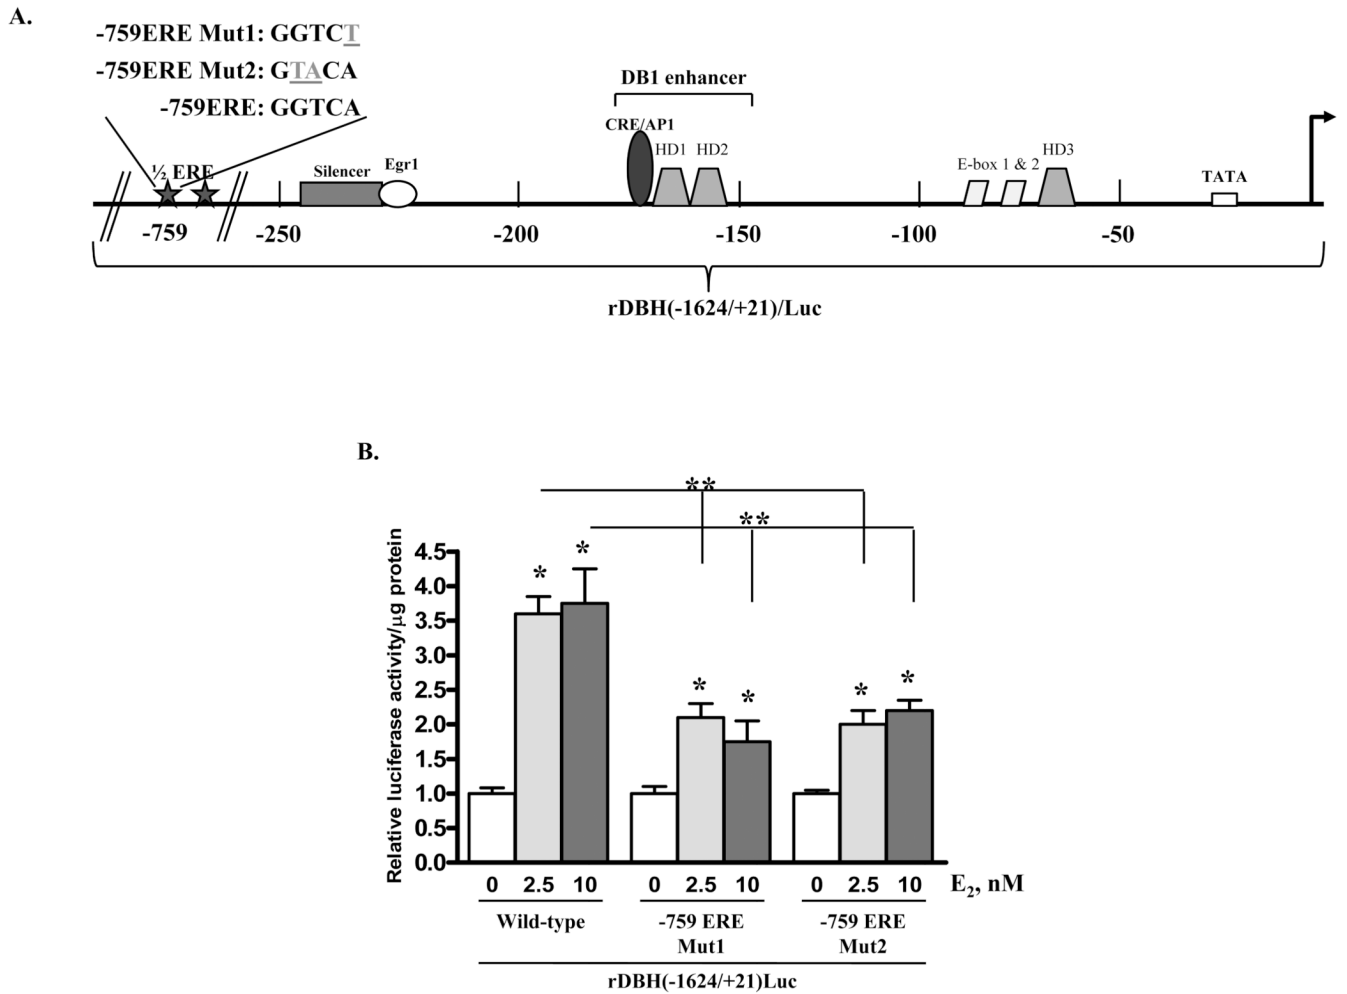 A.
-759ERE Mut1: GGTCT
-759ERE Mut2: GTACA
-759ERE: GGTCA
DB1 enhancer
CRE/AP1
HD1 HD2
½ ERE
Silencer
Egr1
E-box 1 & 2
HD3
TATA
-759 -250 -200 -150 -100 -50
rDBH(-1624/+21)/Luc
B.
**
**
Relative luciferase activity/µg protein
4.5
4.0
3.5
3.0
2.5
2.0
1.5
1.0
0.5
0.0
* * * * * *
0 2.5 10 0 2.5 10 0 2.5 10 E2, nM
Wild-type -759 ERE -759 ERE
Mut1 Mut2
rDBH(-1624/+21)Luc